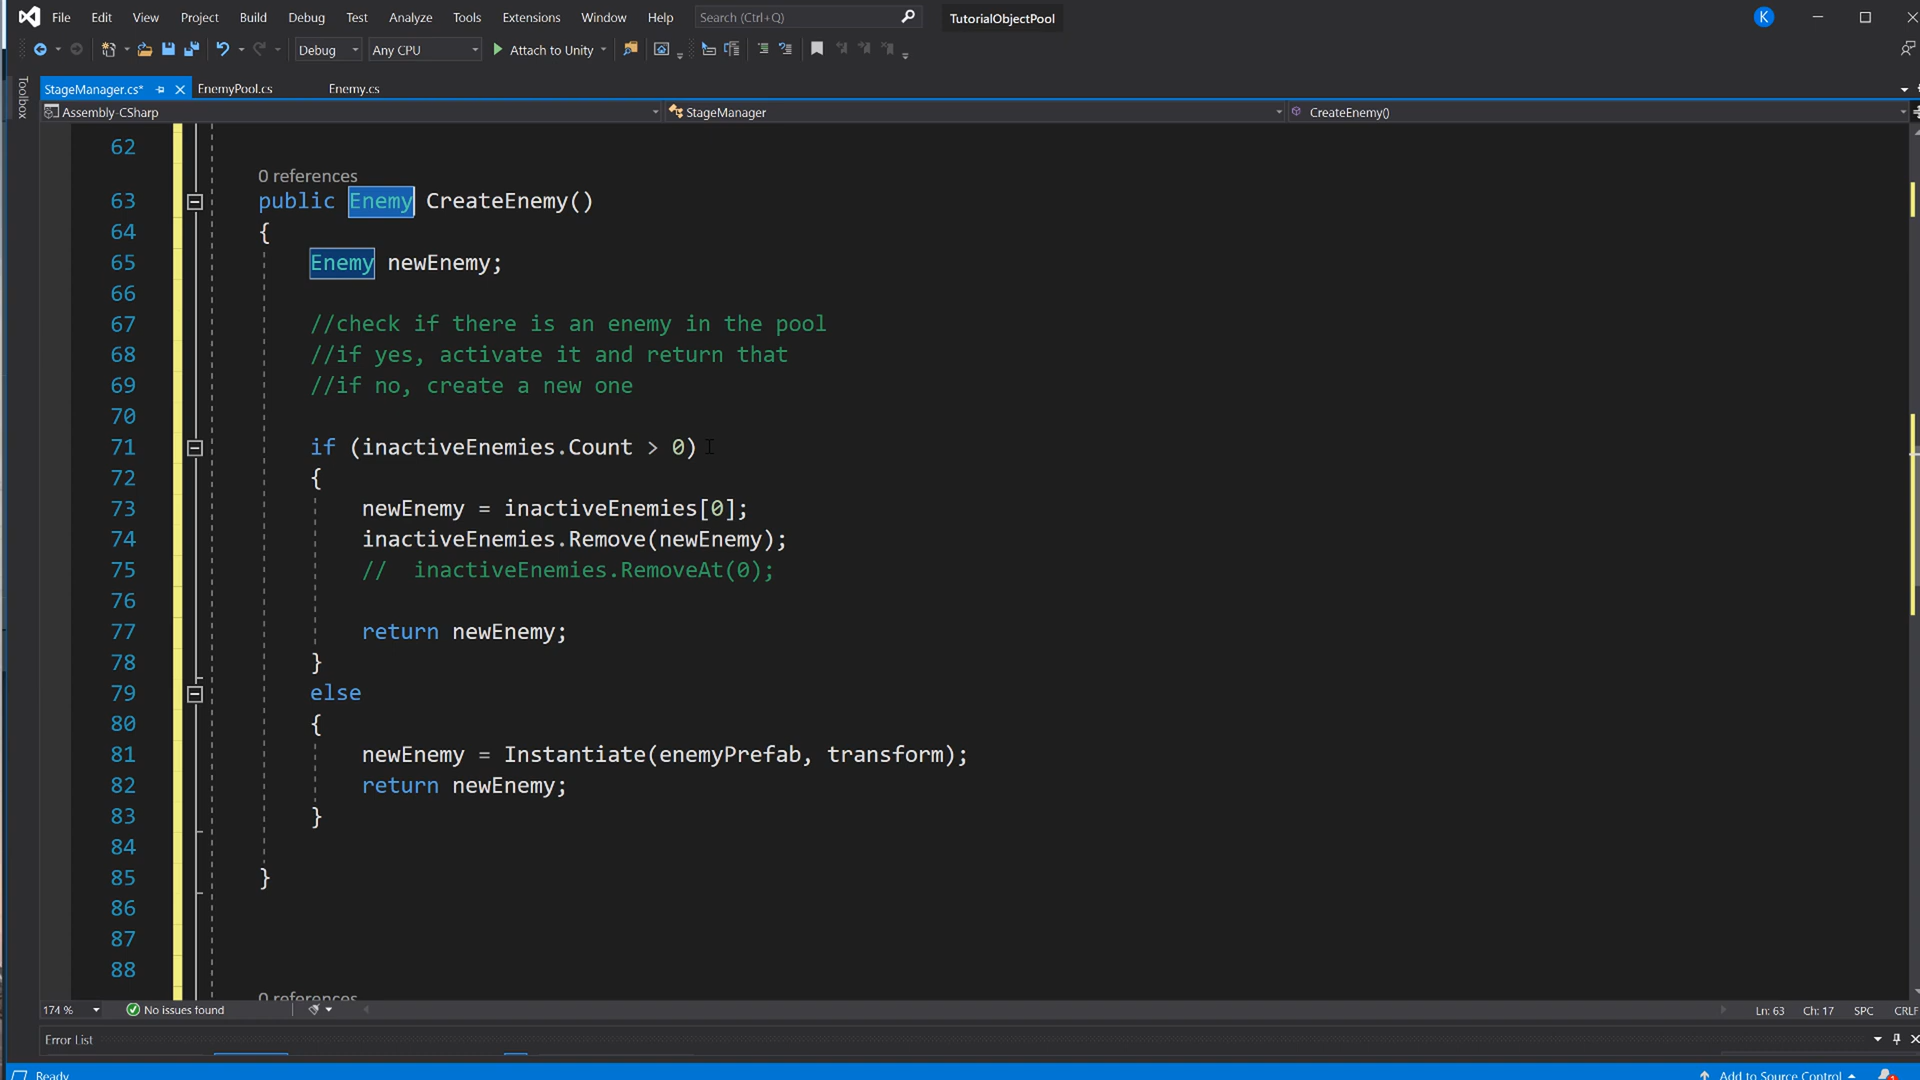 File Edit View Project Build Debug Test Analyze Tools Extensions Window Help Search (Ctrl+Q) TutorialObjectPool K
Debug Any CPU Attach to Unity
Toolbox
StageManager.cs* EnemyPool.cs Enemy.cs
Assembly-CSharp StageManager CreateEnemy()
62
0 references
63 public Enemy CreateEnemy()
64 {
65 Enemy newEnemy;
66
67 //check if there is an enemy in the pool
68 //if yes, activate it and return that
69 //if no, create a new one
70
71 if (inactiveEnemies.Count > 0)
72 {
73 newEnemy = inactiveEnemies[0];
74 inactiveEnemies.Remove(newEnemy);
75 //  inactiveEnemies.RemoveAt(0);
76
77 return newEnemy;
78 }
79 else
80 {
81 newEnemy = Instantiate(enemyPrefab, transform);
82 return newEnemy;
83 }
84
85 }
86
87
88
0 references
174 % No issues found Ln: 63 Ch: 17 SPC CRLF
Error List
Ready Add to Source Control